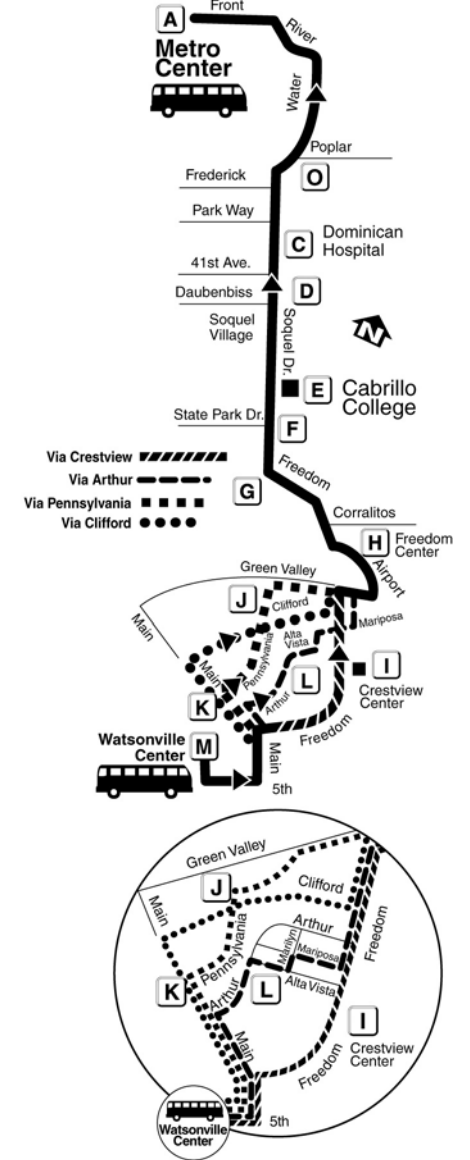 Front
A
River
Metro
Center
Water
Poplar
O
Frederick
Park Way
C
Dominican
Hospital
41st Ave.
D
Daubenbiss
Soquel
Village
Soquel Dr.
N
E
Cabrillo
College
State Park Dr.
F
Via Crestview
Freedom
Via Arthur
G
Via Pennsylvania
Via Clifford
Corralitos
H
Freedom
Center
Airport
Green Valley
J
Clifford
Main
Mariposa
Alta
Vista
Pennsylvania
Main
L
I
Crestview
Center
Arthur
K
Freedom
Watsonville
Center
M
Main
5th
Green Valley
J
Clifford
Main
Arthur
Freedom
Pennsylvania
Marilyn
Mariposa
K
Arthur
L
Alta Vista
I
Crestview
Center
Main
Freedom
5th
Watsonville
Center